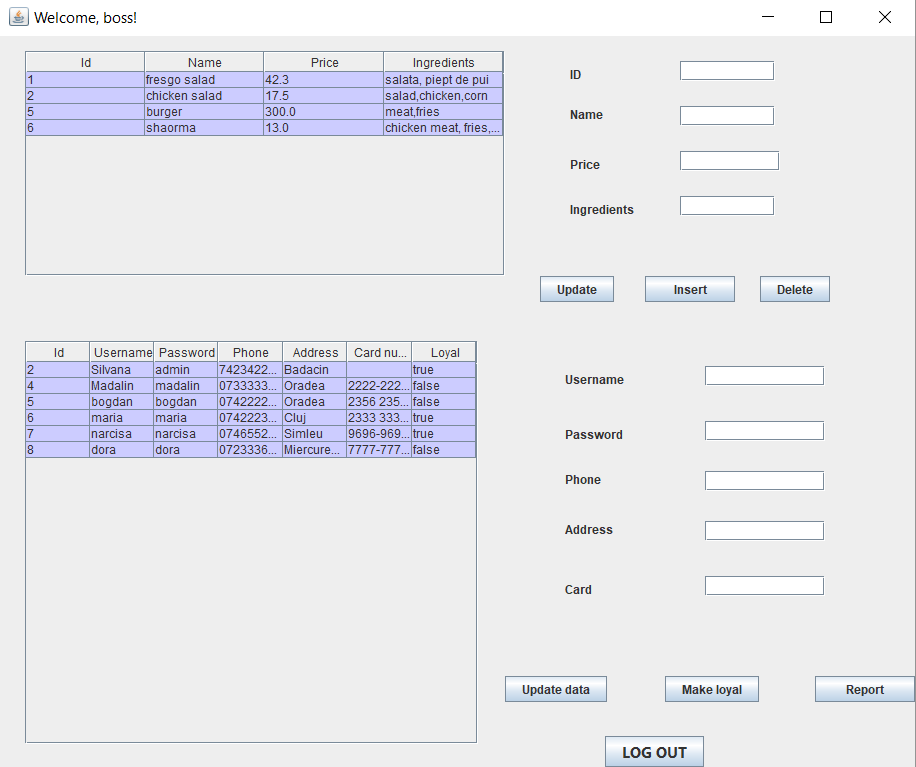 Welcome, boss!
Id Name Price Ingredients
1 fresgo salad 42.3 salata, piept de pui
2 chicken salad 17.5 salad,chicken,corn
5 burger 300.0 meat,fries
6 shaorma 13.0 chicken meat, fries,...
ID
Name
Price
Ingredients
Update Insert Delete
Id Username Password Phone Address Card nu... Loyal
2 Silvana admin 7423422... Badacin true
4 Madalin madalin 0733333... Oradea 2222-222... false
5 bogdan bogdan 0742222... Oradea 2356 235... false
6 maria maria 0742223... Cluj 2333 333... true
7 narcisa narcisa 0746552... Simleu 9696-969... true
8 dora dora 0723336... Miercure... 7777-777... false
Username
Password
Phone
Address
Card
Update data Make loyal Report
LOG OUT